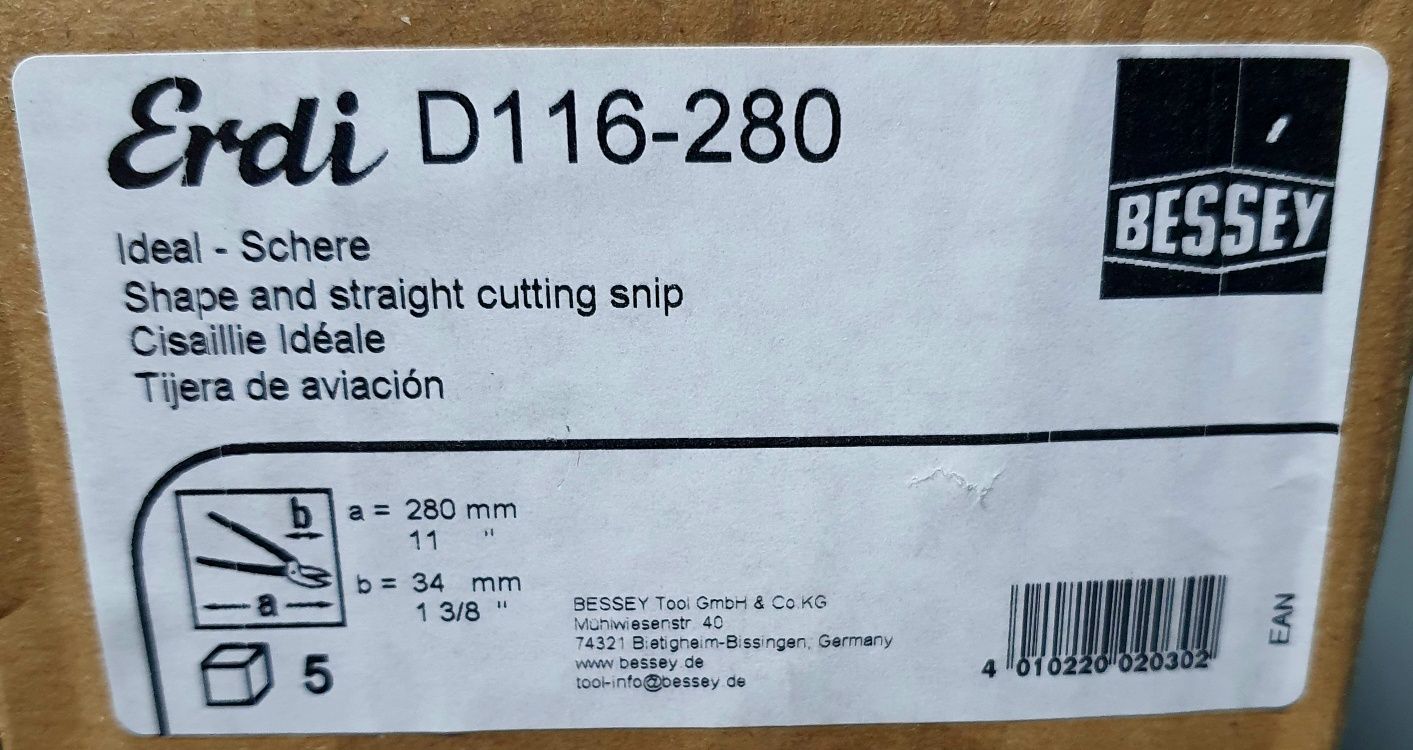 Erdi D116-280
BESSEY
Ideal - Schere
Shape and straight cutting snip
Cisaillie Idéale
Tijera de aviación
b
a
a = 280 mm
11 "
b = 34 mm
1 3/8 "
5
BESSEY Tool GmbH & Co.KG
Mühlwiesenstr. 40
74321 Bietigheim-Bissingen, Germany
www.bessey.de
tool-info@bessey.de
4 010220 020302
EAN